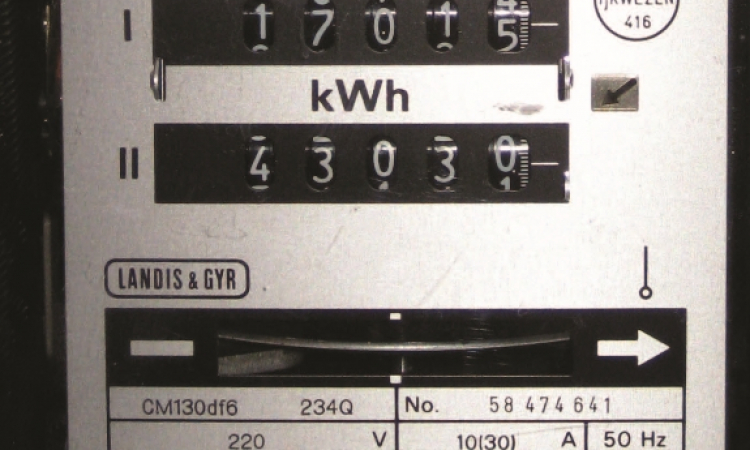 I 1 7 0 1 5
416
kWh
II 4 3 0 3 0
LANDIS & GYR
CM130df6 234Q No. 58 474 641
220 V 10(30) A 50 Hz